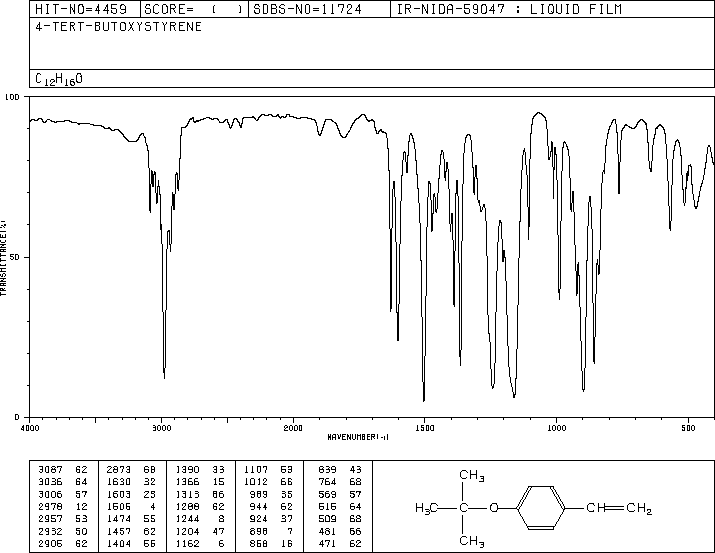 HIT-NO=4459 SCORE= ( ) SDBS-NO=11724 IR-NIDA-59047 : LIQUID FILM
4-TERT-BUTOXYSTYRENE
C12H16O
100
50
0
TRANSMITTANCE(%)
4000 3000 2000 1500 1000 500
WAVENUMBER(-1)
3087 62 2873 68 1390 33 1107 53 839 43
3036 64 1630 32 1366 15 1012 66 764 68
3006 57 1603 23 1313 66 989 35 569 57
2978 12 1505 4 1288 62 944 62 515 64
2957 53 1474 55 1244 8 924 37 509 68
2932 50 1457 62 1204 47 898 7 481 66
2905 62 1404 56 1162 6 858 16 471 62
CH3
H3C O CH CH2
CH3